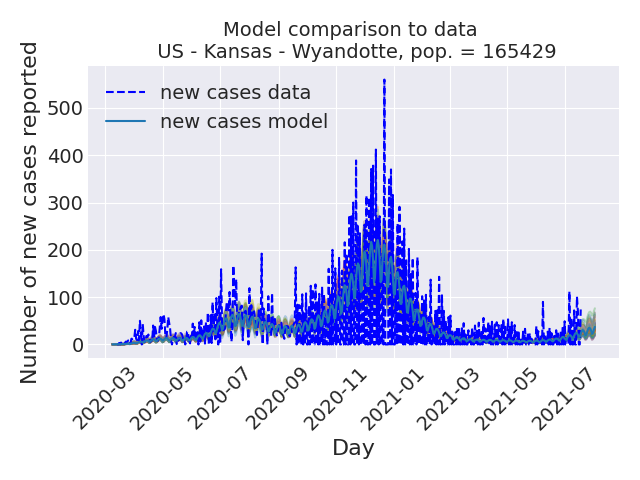 Model comparison to data
US - Kansas - Wyandotte, pop. = 165429
Number of new cases reported
new cases data
new cases model
500
400
300
200
100
0
2020-03
2020-05
2020-07
2020-09
2020-11
2021-01
2021-03
2021-05
2021-07
Day